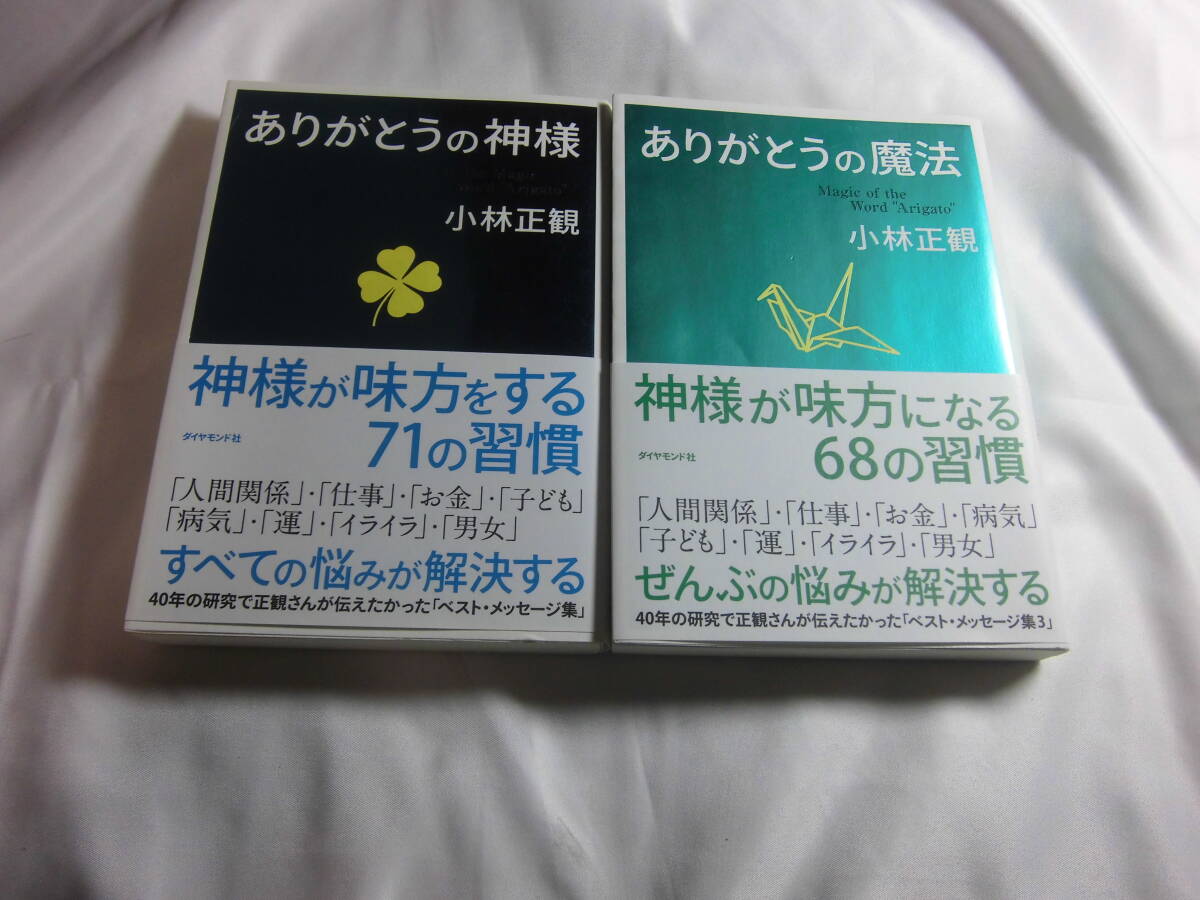 ありがとうの神様
The Magic
Word "Arigato"
小林正観
神様が味方をする
71の習慣
ダイヤモンド社
「人間関係」・「仕事」・「お金」・「子ども」
「病気」・「運」・「イライラ」・「男女」
すべての悩みが解決する
40年の研究で正観さんが伝えたかった「ベスト・メッセージ集」
ありがとうの魔法
Magic of the
Word "Arigato"
小林正観
神様が味方になる
68の習慣
ダイヤモンド社
「人間関係」・「仕事」・「お金」・「病気」
「子ども」・「運」・「イライラ」・「男女」
ぜんぶの悩みが解決する
40年の研究で正観さんが伝えたかった「ベスト・メッセージ集3」